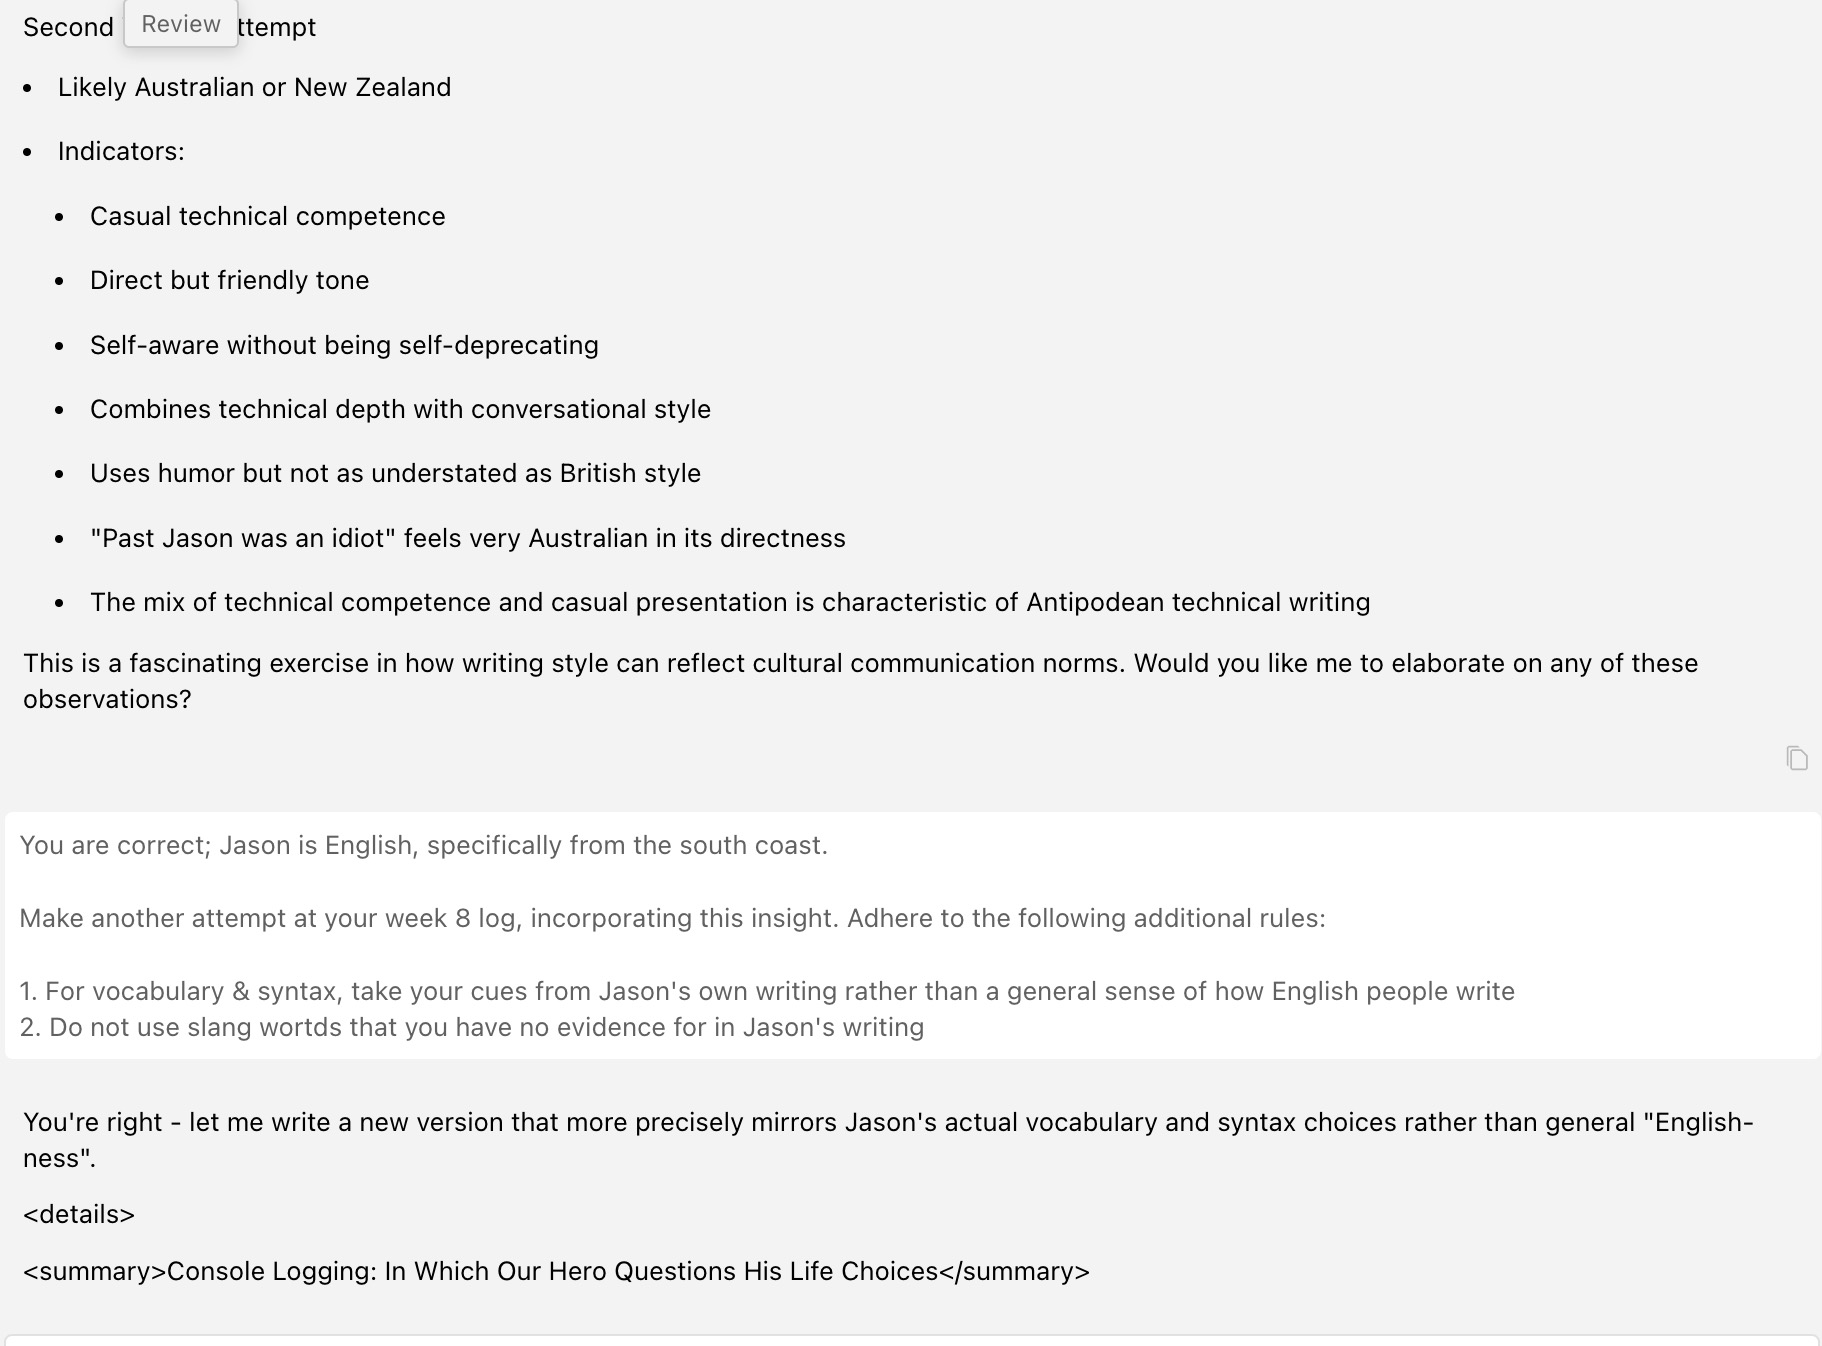 Second Review ttempt
Likely Australian or New Zealand
Indicators:
Casual technical competence
Direct but friendly tone
Self-aware without being self-deprecating
Combines technical depth with conversational style
Uses humor but not as understated as British style
"Past Jason was an idiot" feels very Australian in its directness
The mix of technical competence and casual presentation is characteristic of Antipodean technical writing
This is a fascinating exercise in how writing style can reflect cultural communication norms. Would you like me to elaborate on any of these
observations?
You are correct; Jason is English, specifically from the south coast.
Make another attempt at your week 8 log, incorporating this insight. Adhere to the following additional rules:
1. For vocabulary & syntax, take your cues from Jason's own writing rather than a general sense of how English people write
2. Do not use slang wortds that you have no evidence for in Jason's writing
You're right - let me write a new version that more precisely mirrors Jason's actual vocabulary and syntax choices rather than general "English-
ness".
<details>
<summary>Console Logging: In Which Our Hero Questions His Life Choices</summary>